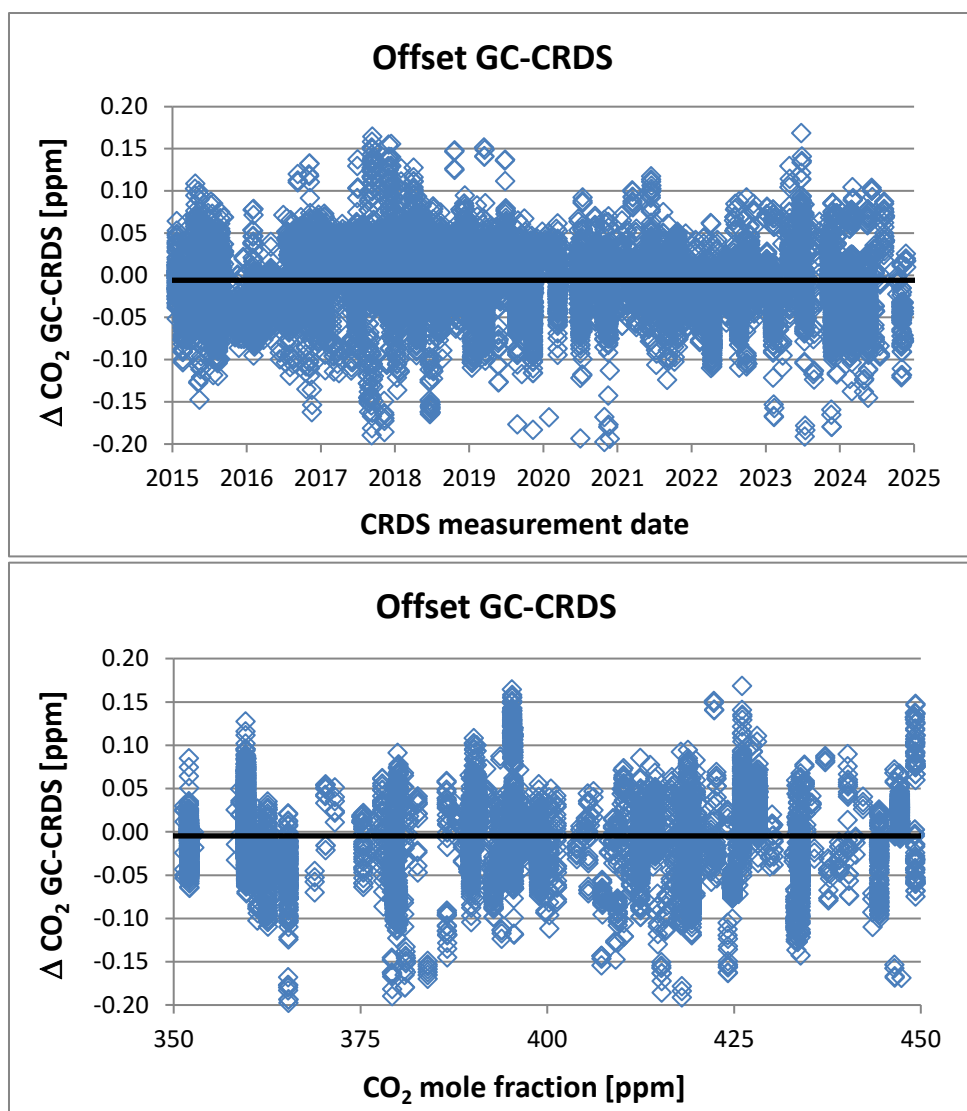 Offset GC-CRDS
Δ CO₂ GC-CRDS [ppm]
0.20
0.15
0.10
0.05
0.00
-0.05
-0.10
-0.15
-0.20
2015 2016 2017 2018 2019 2020 2021 2022 2023 2024 2025
CRDS measurement date
Offset GC-CRDS
Δ CO₂ GC-CRDS [ppm]
0.20
0.15
0.10
0.05
0.00
-0.05
-0.10
-0.15
-0.20
350 375 400 425 450
CO₂ mole fraction [ppm]